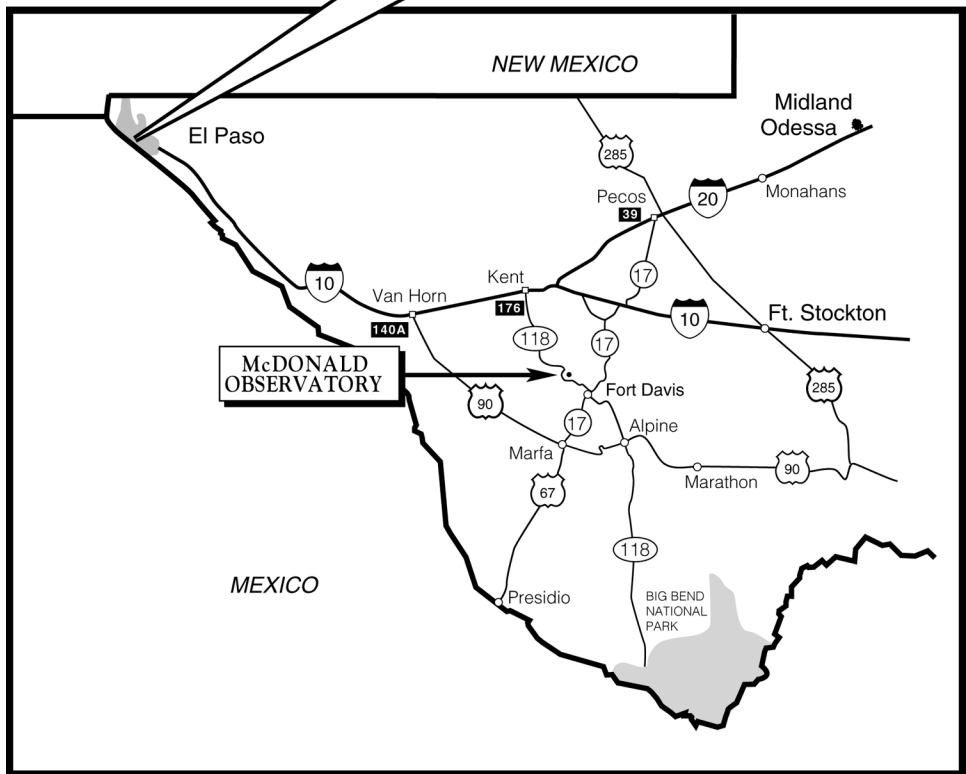 NEW MEXICO
Midland
Odessa
El Paso
285
Pecos
39
20
Monahans
17
10
Van Horn
140A
Kent
176
118
17
10
Ft. Stockton
McDONALD
OBSERVATORY
90
Fort Davis
285
17
Marfa
Alpine
90
Marathon
67
118
MEXICO
Presidio
BIG BEND
NATIONAL
PARK